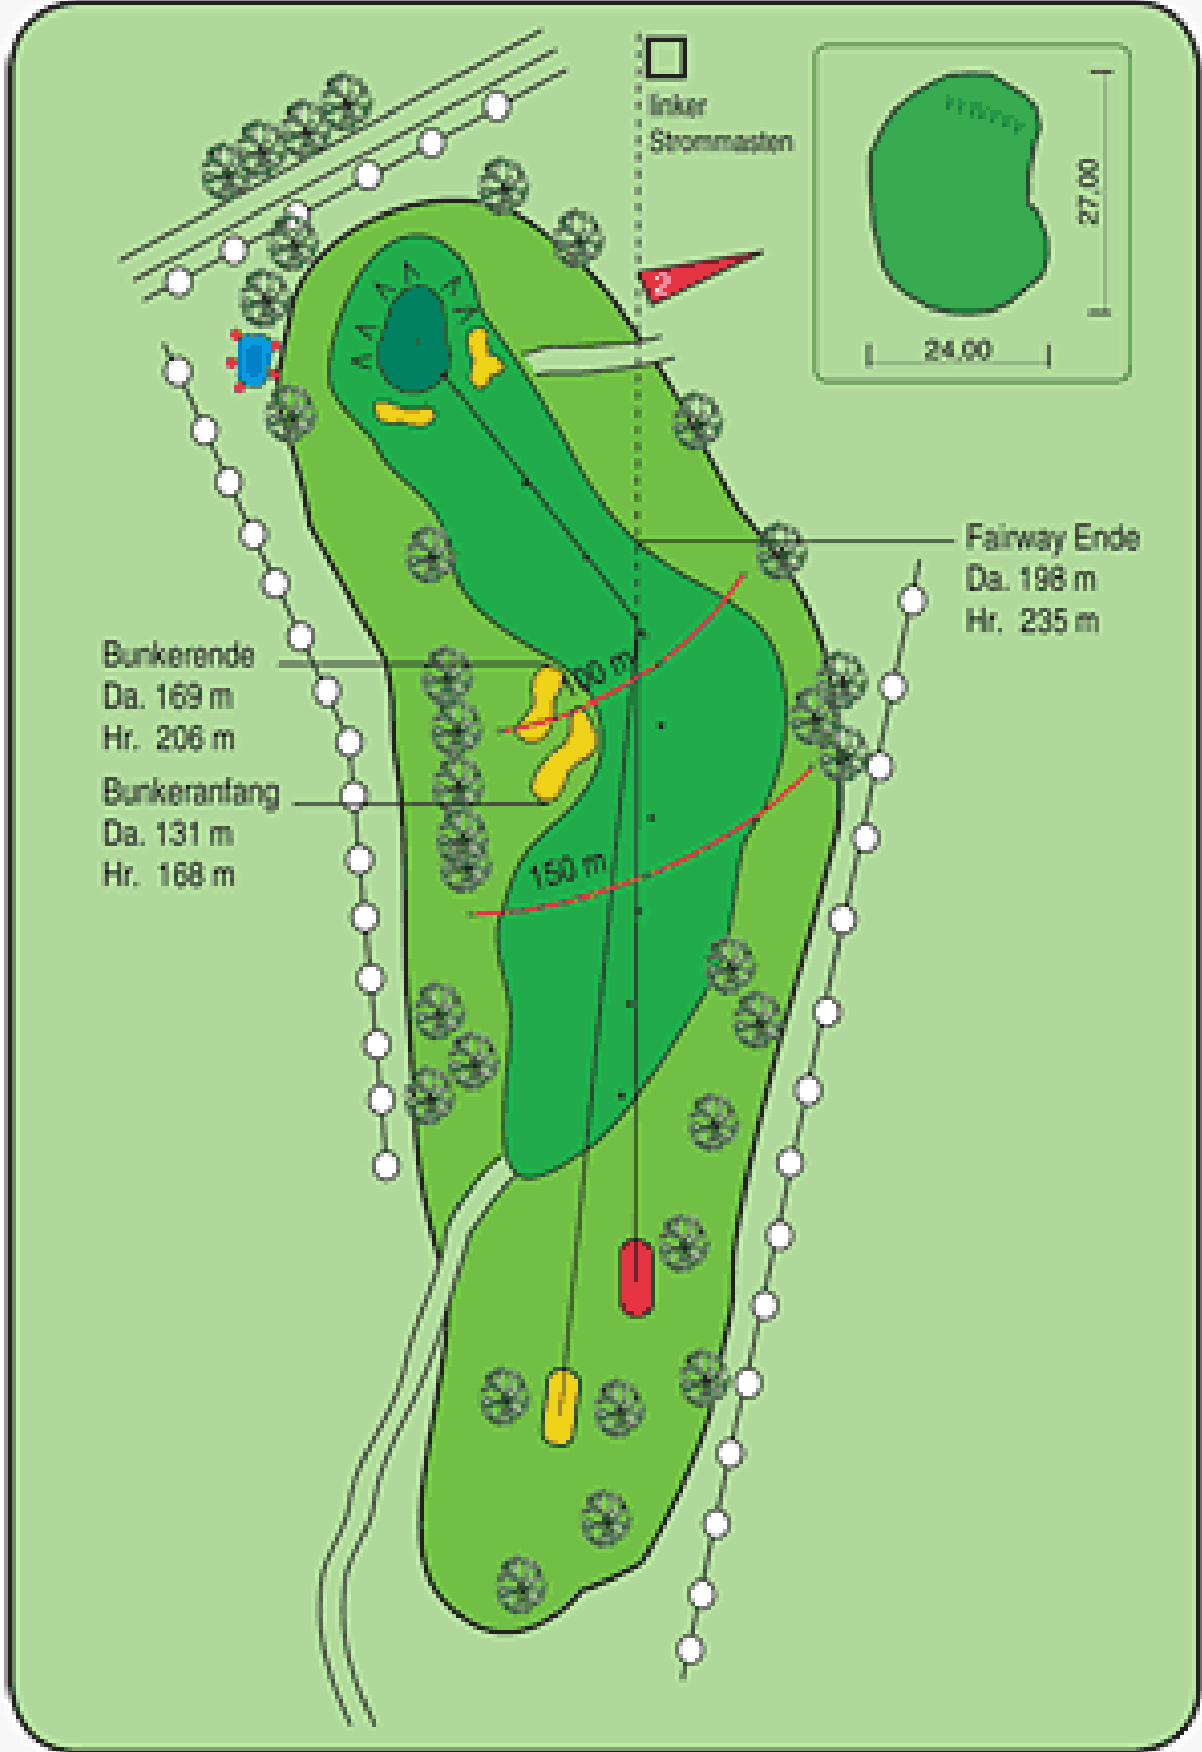 linker
Strommasten
27,00
24,00
2
Fairway Ende
Da. 198 m
Hr. 235 m
Bunkerende
Da. 169 m
Hr. 206 m
00 m
Bunkeranfang
Da. 131 m
Hr. 168 m
150 m